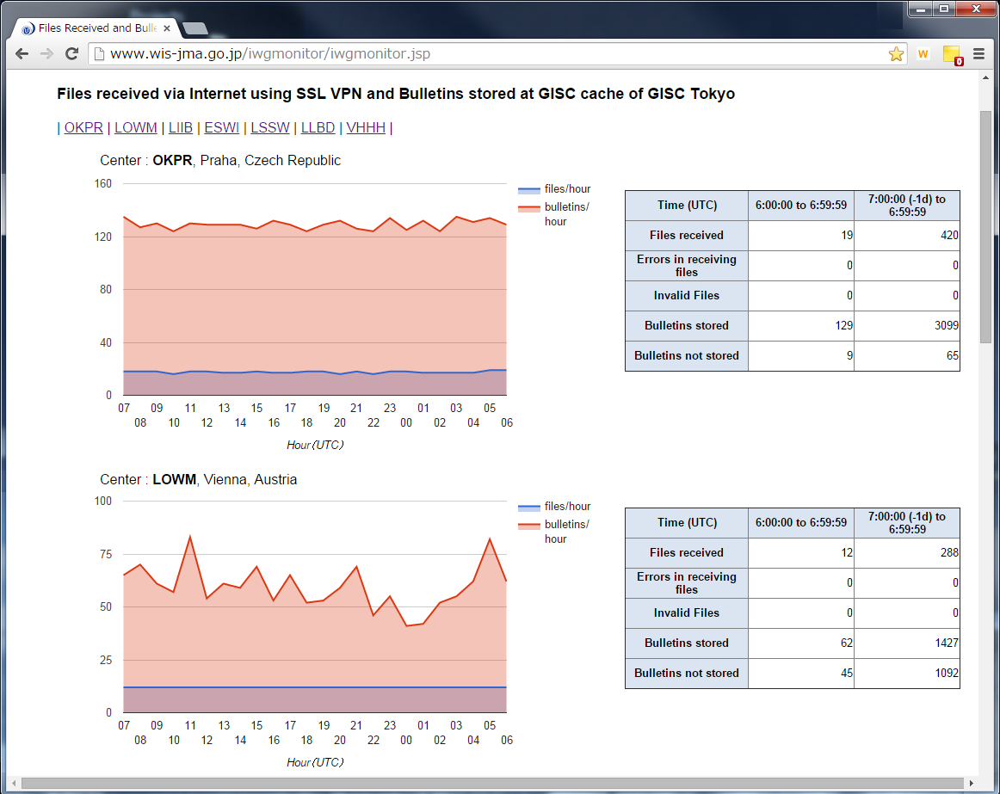 Files Received and Bulle
www.wis-jma.go.jp/iwgmonitor/iwgmonitor.jsp
W
0
Files received via Internet using SSL VPN and Bulletins stored at GISC cache of GISC Tokyo
| OKPR | LOWM | LIIB | ESWI | LSSW | LLBD | VHHH |
Center : OKPR, Praha, Czech Republic
160
120
80
40
0
07 09 11 13 15 17 19 21 23 01 03 05
08 10 12 14 16 18 20 22 00 02 04 06
Hour(UTC)
files/hour
bulletins/
hour
Time (UTC) 6:00:00 to 6:59:59 7:00:00 (-1d) to
6:59:59
Files received 19 420
Errors in receiving
files 0 0
Invalid Files 0 0
Bulletins stored 129 3099
Bulletins not stored 9 65
Center : LOWM, Vienna, Austria
100
75
50
25
0
07 09 11 13 15 17 19 21 23 01 03 05
08 10 12 14 16 18 20 22 00 02 04 06
Hour(UTC)
files/hour
bulletins/
hour
Time (UTC) 6:00:00 to 6:59:59 7:00:00 (-1d) to
6:59:59
Files received 12 288
Errors in receiving
files 0 0
Invalid Files 0 0
Bulletins stored 62 1427
Bulletins not stored 45 1092